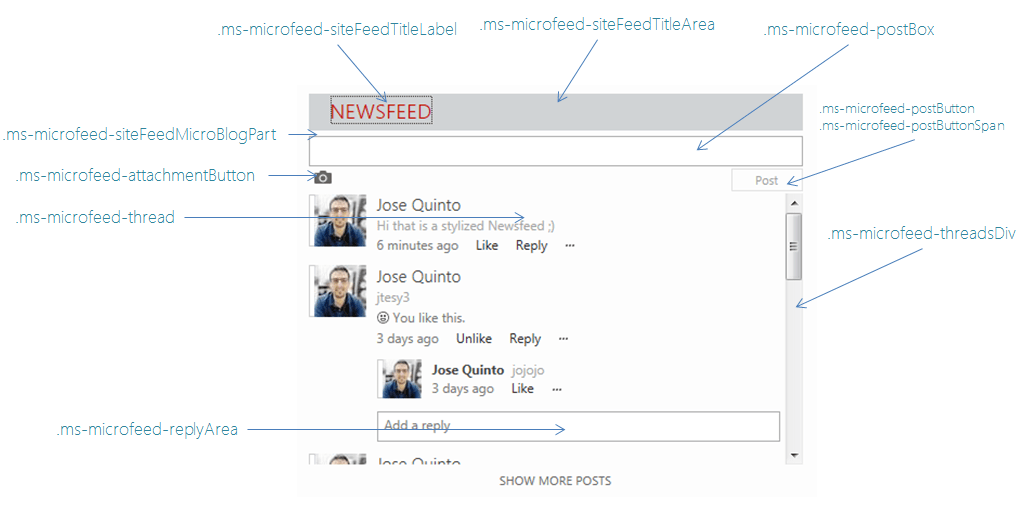 .ms-microfeed-siteFeedTitleLabel
.ms-microfeed-siteFeedTitleArea
.ms-microfeed-postBox
NEWSFEED
.ms-microfeed-postButton
.ms-microfeed-postButtonSpan
.ms-microfeed-siteFeedMicroBlogPart
.ms-microfeed-attachmentButton
Post
.ms-microfeed-thread
Jose Quinto
Hi that is a stylized Newsfeed ;)
6 minutes ago Like Reply ...
.ms-microfeed-threadsDiv
Jose Quinto
jtesy3
You like this.
3 days ago Unlike Reply ...
Jose Quinto jojojo
3 days ago Like ...
.ms-microfeed-replyArea
Add a reply
Jose Quinto
SHOW MORE POSTS